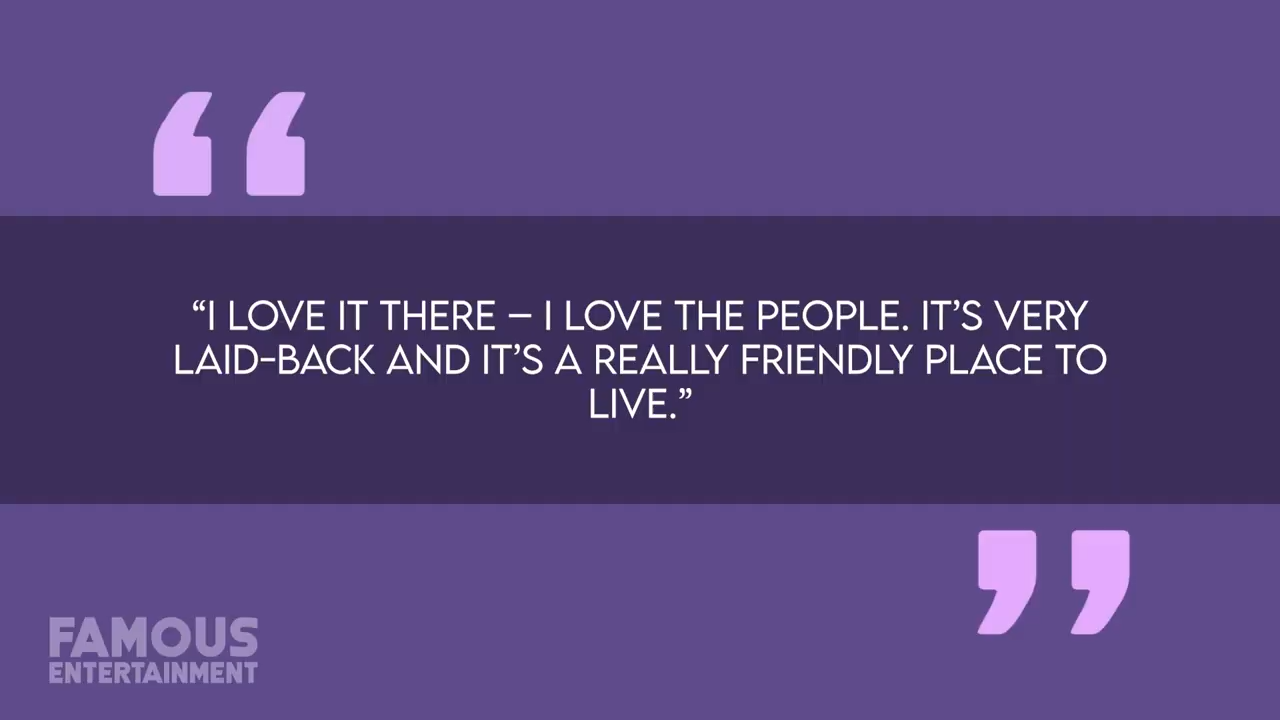 “I LOVE IT THERE – I LOVE THE PEOPLE. IT’S VERY
LAID-BACK AND IT’S A REALLY FRIENDLY PLACE TO
LIVE.”
FAMOUS
ENTERTAINMENT